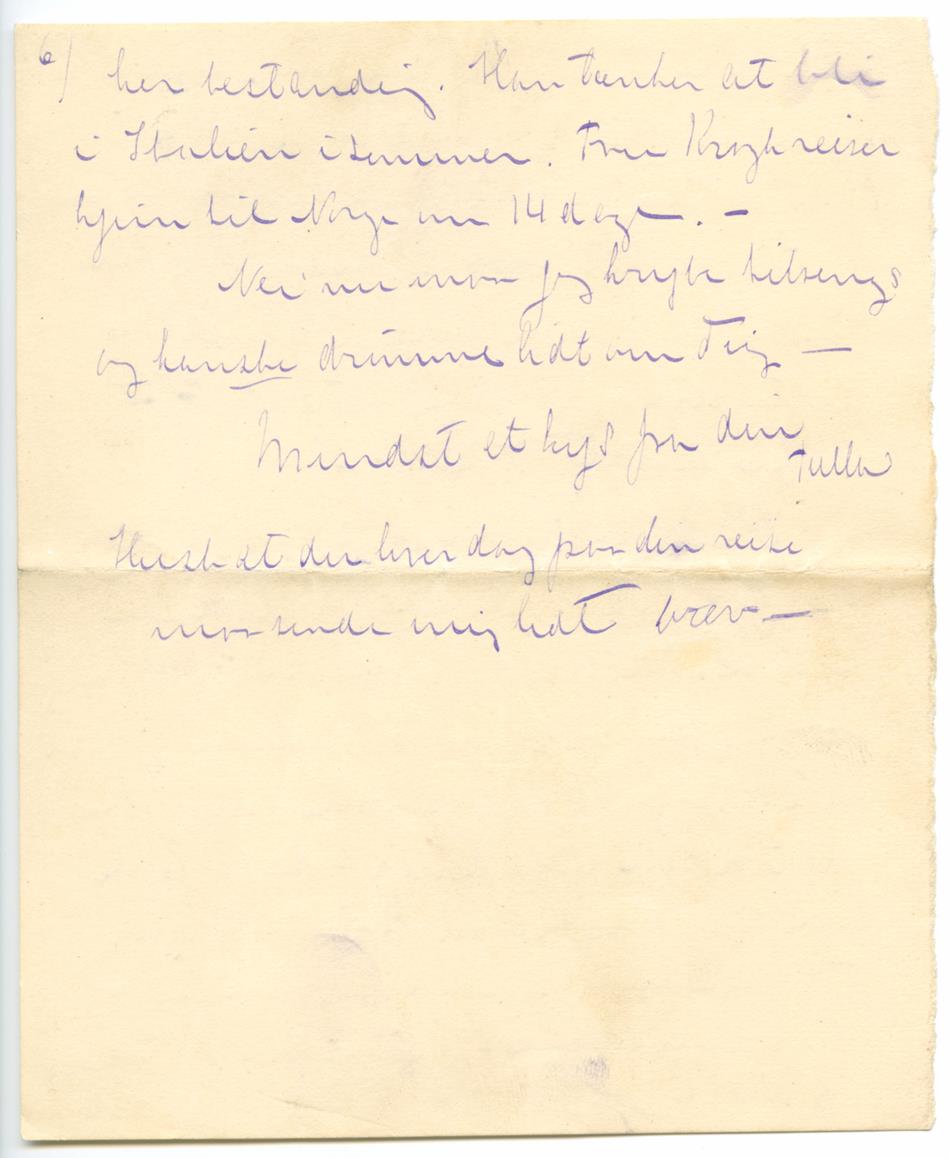 6)
her bestandig. Han tænker at bli
i Italien i sommer. Fru Krogh reiser
hjem til Norge om 14 dage. –
Nei nu maa jeg krybe tilsengs
og kanske drømme lidt om Dig –
Mindst et kys fra din
Tulla
Husk at du hver dag paa din reise
maa sende mig lidt brev –